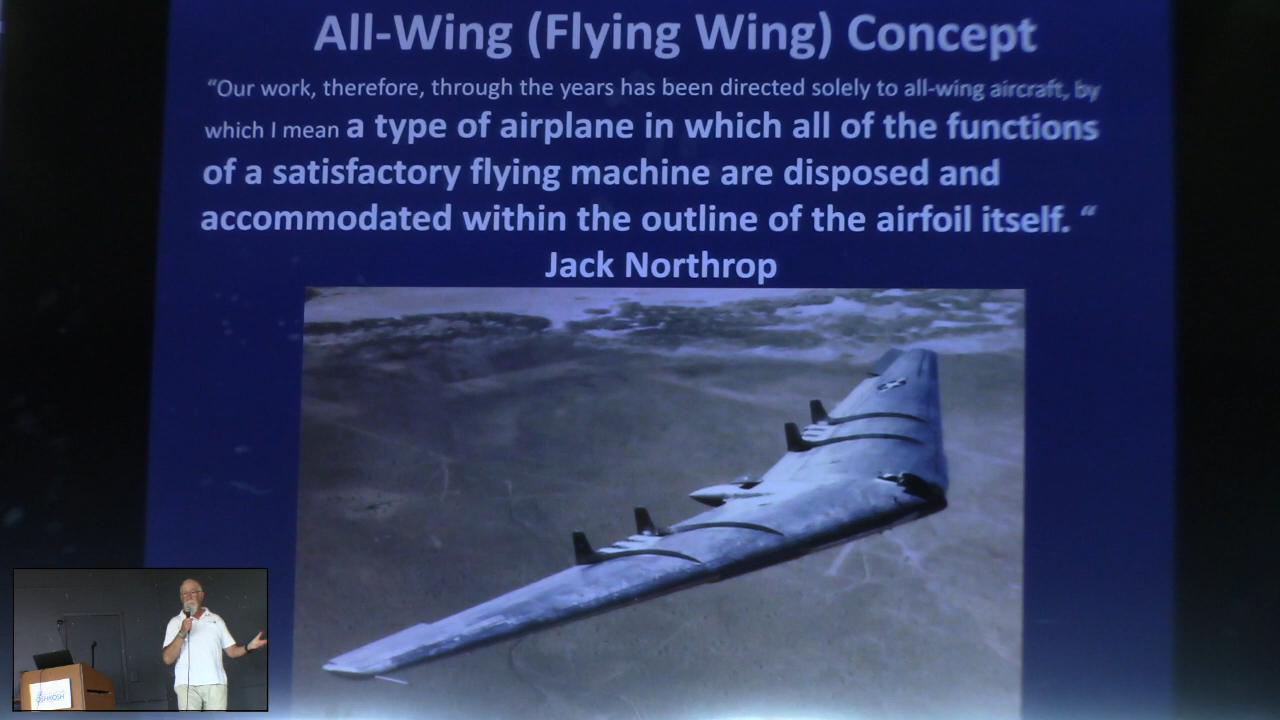 All-Wing (Flying Wing) Concept
“Our work, therefore, through the years has been directed solely to all-wing aircraft, by
which I mean a type of airplane in which all of the functions
of a satisfactory flying machine are disposed and
accommodated within the outline of the airfoil itself. “
Jack Northrop
OSHKOSH